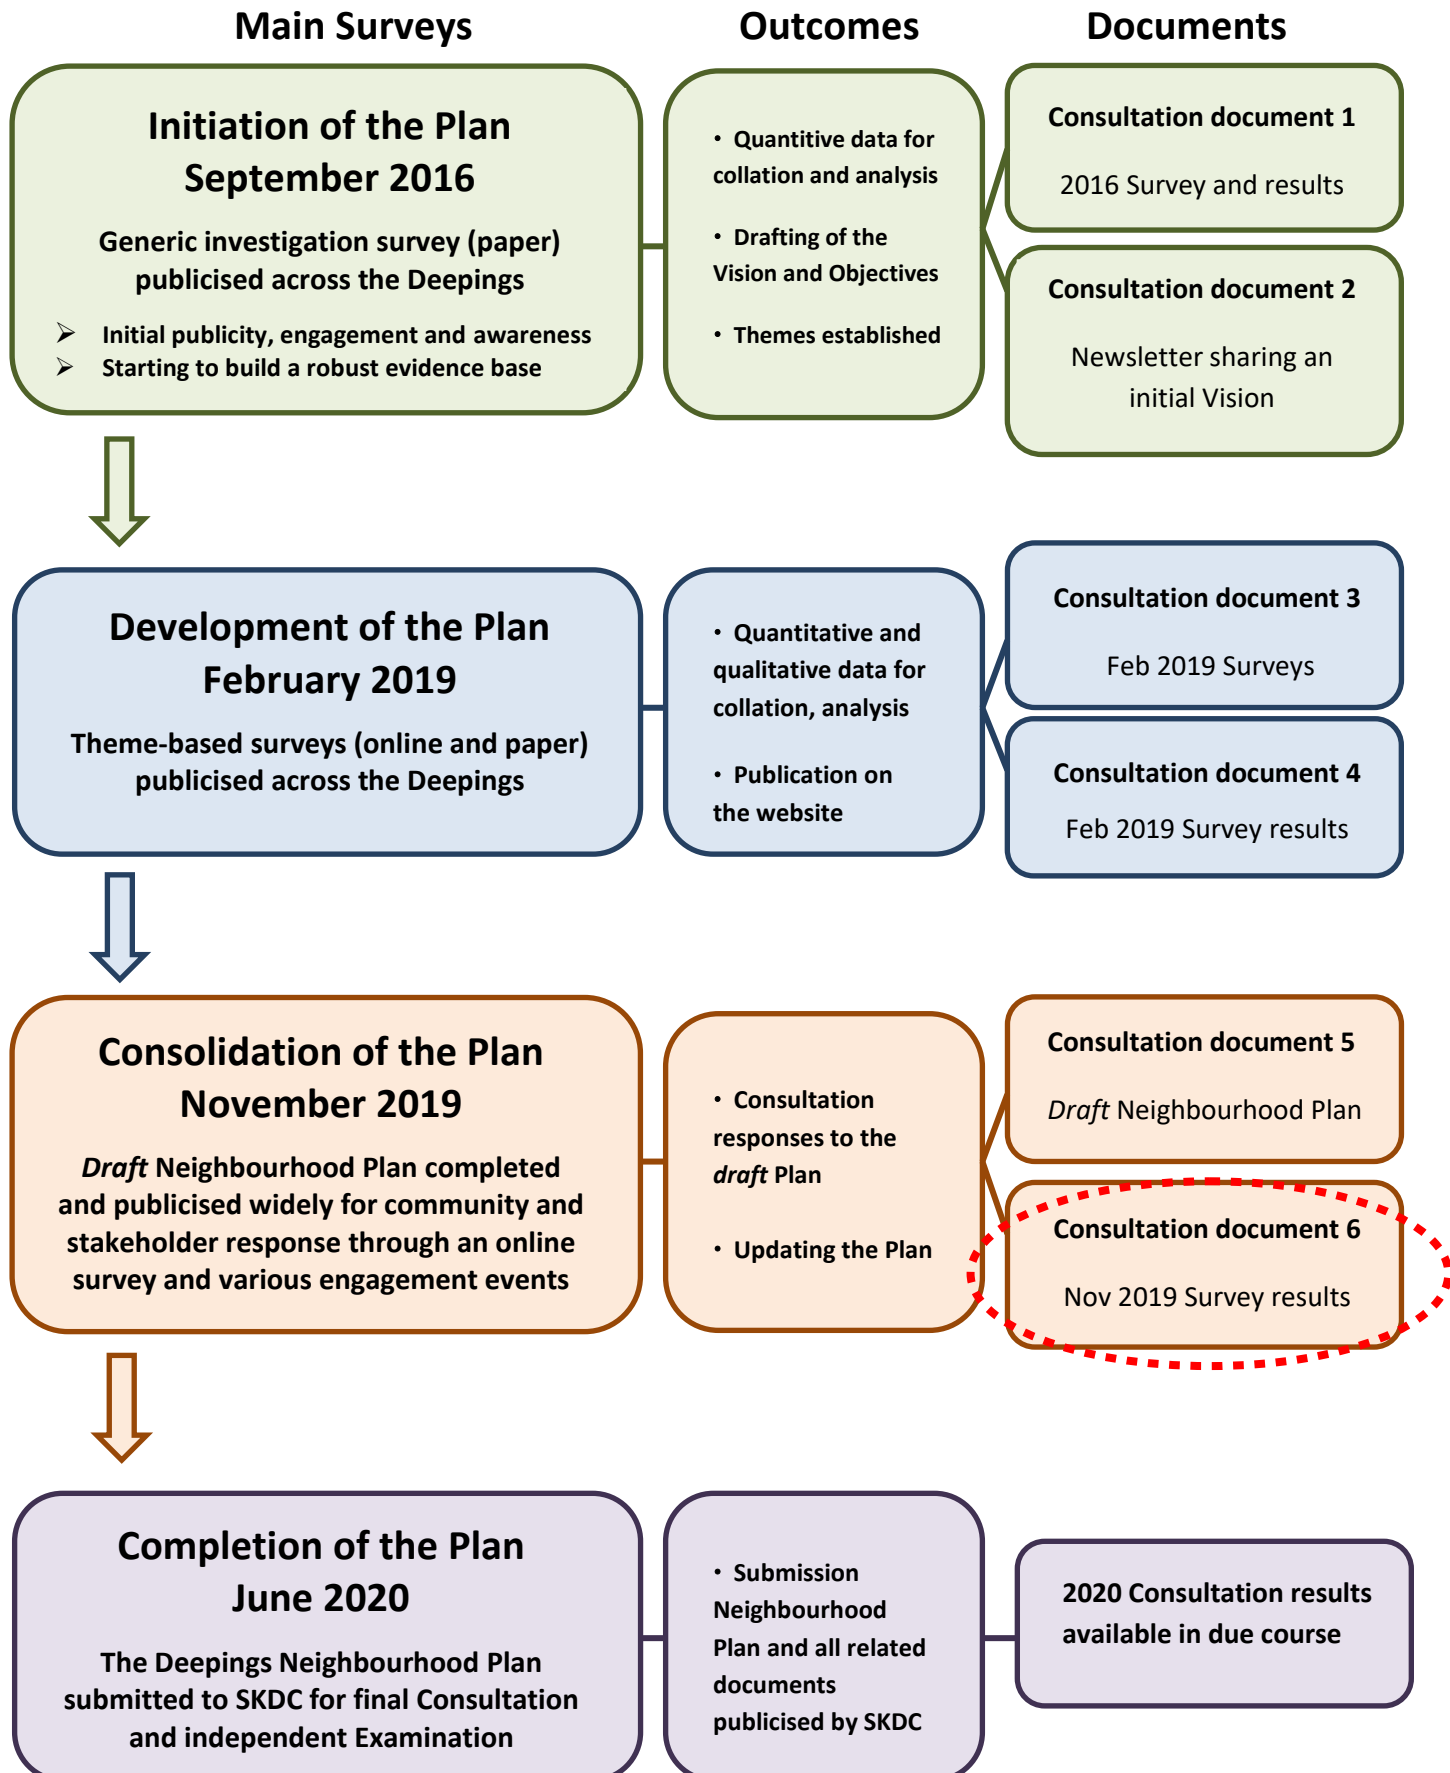 Main Surveys
Outcomes
Documents
Initiation of the Plan
September 2016
Generic investigation survey (paper)
publicised across the Deepings
➤ Initial publicity, engagement and awareness
➤ Starting to build a robust evidence base
• Quantitive data for
collation and analysis
• Drafting of the
Vision and Objectives
• Themes established
Consultation document 1
2016 Survey and results
Consultation document 2
Newsletter sharing an
initial Vision
Development of the Plan
February 2019
Theme-based surveys (online and paper)
publicised across the Deepings
• Quantitative and
qualitative data for
collation, analysis
• Publication on
the website
Consultation document 3
Feb 2019 Surveys
Consultation document 4
Feb 2019 Survey results
Consolidation of the Plan
November 2019
Draft Neighbourhood Plan completed
and publicised widely for community and
stakeholder response through an online
survey and various engagement events
• Consultation
responses to the
draft Plan
• Updating the Plan
Consultation document 5
Draft Neighbourhood Plan
Consultation document 6
Nov 2019 Survey results
Completion of the Plan
June 2020
The Deepings Neighbourhood Plan
submitted to SKDC for final Consultation
and independent Examination
• Submission
Neighbourhood
Plan and all related
documents
publicised by SKDC
2020 Consultation results
available in due course